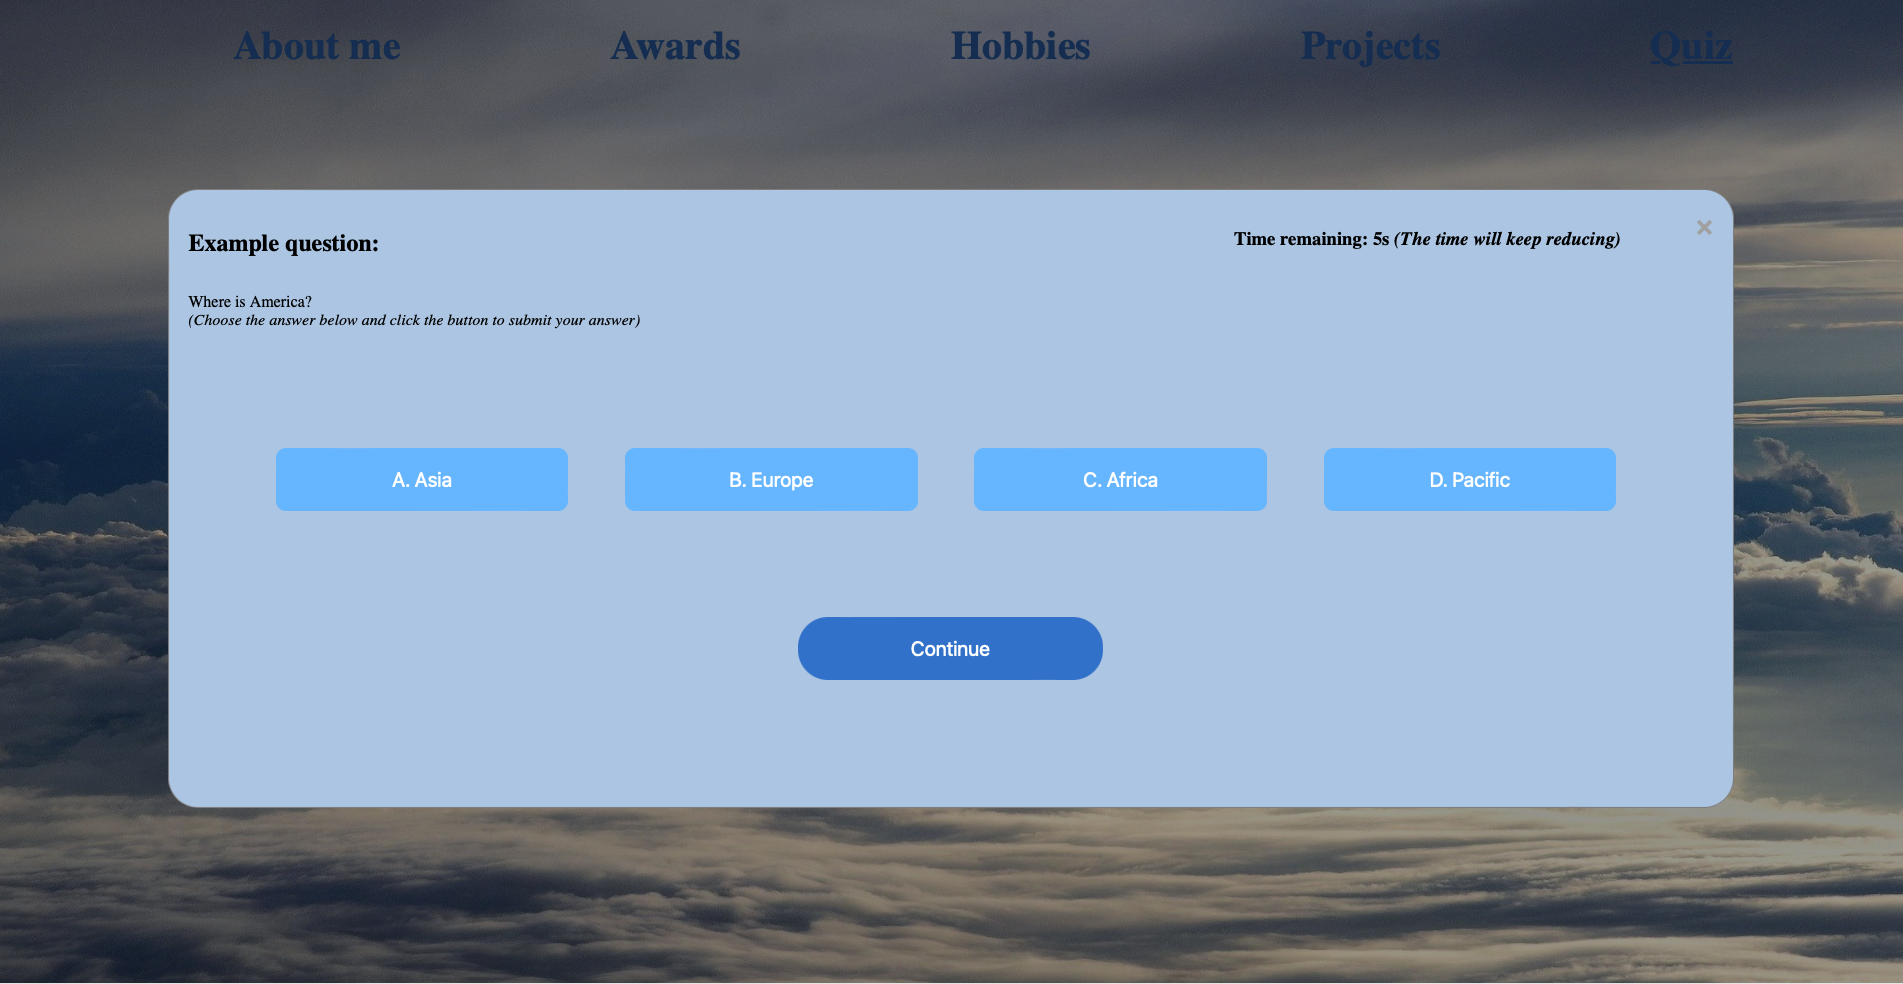 About me Awards Hobbies Projects Quiz
Example question:
Time remaining: 5s (The time will keep reducing)
×
Where is America?
(Choose the answer below and click the button to submit your answer)
A. Asia
B. Europe
C. Africa
D. Pacific
Continue